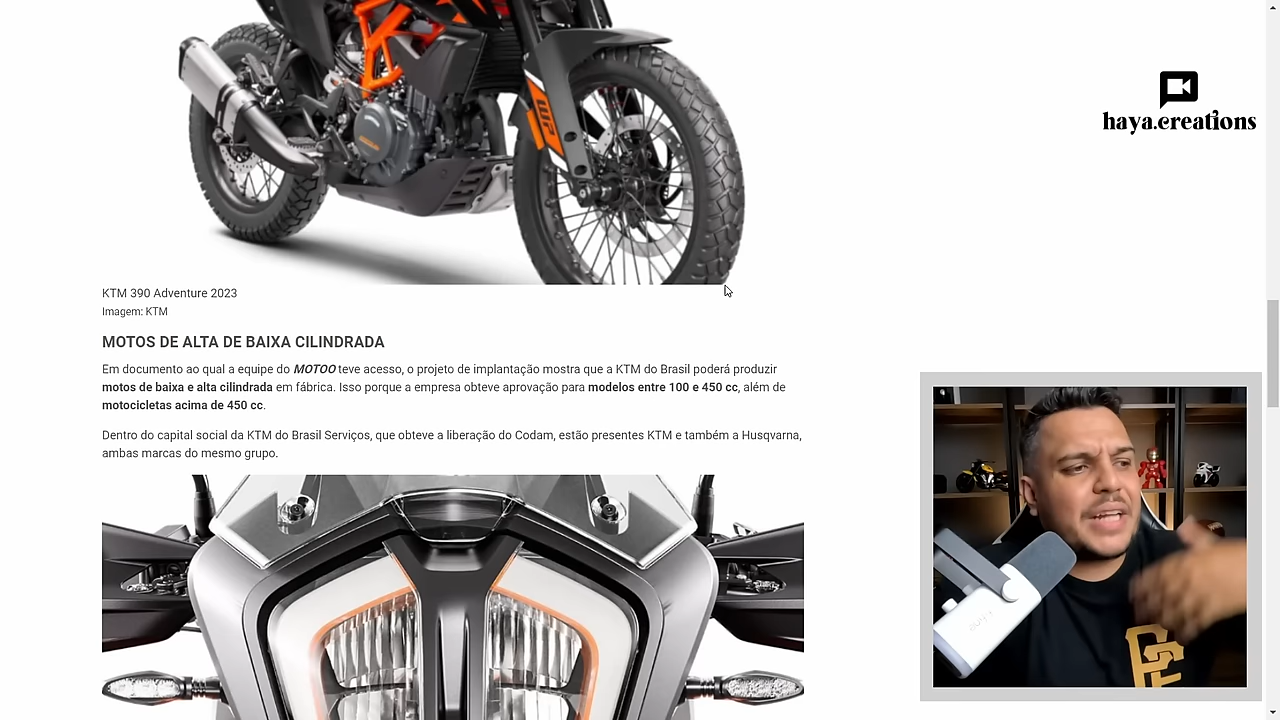 haya.creations
WP
KTM 390 Adventure 2023
Imagem: KTM
MOTOS DE ALTA DE BAIXA CILINDRADA
Em documento ao qual a equipe do MOTOO teve acesso, o projeto de implantação mostra que a KTM do Brasil poderá produzir
motos de baixa e alta cilindrada em fábrica. Isso porque a empresa obteve aprovação para modelos entre 100 e 450 cc, além de
motocicletas acima de 450 cc.
Dentro do capital social da KTM do Brasil Serviços, que obteve a liberação do Codam, estão presentes KTM e também a Husqvarna,
ambas marcas do mesmo grupo.